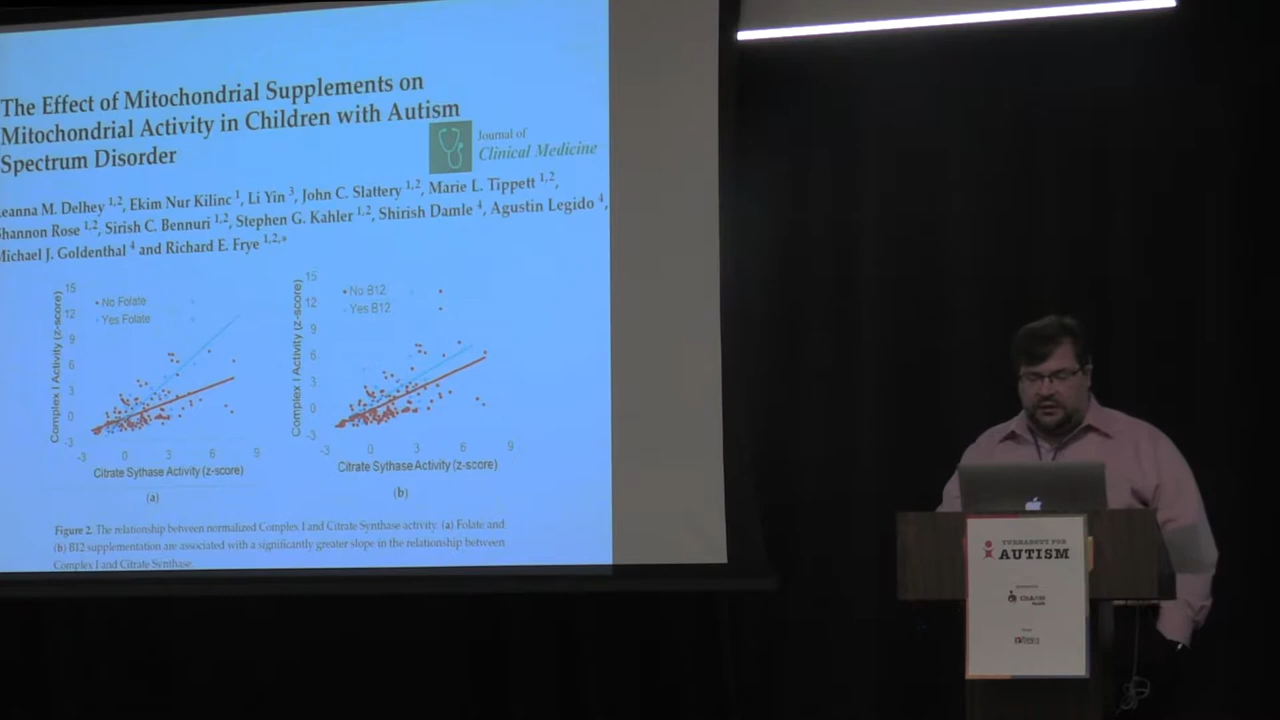 The Effect of Mitochondrial Supplements on
Mitochondrial Activity in Children with Autism
Spectrum Disorder
Journal of
Clinical Medicine
eanna M. Delhey 1,2, Ekim Nur Kilinc 1, Li Yin 3, John C. Slattery 1,2, Marie L. Tippett 1,2,
Shannon Rose 1,2, Sirish C. Bennuri 1,2, Stephen G. Kahler 1,2, Shirish Damle 4, Agustin Legido 4,
Michael J. Goldenthal 4 and Richard E. Frye 1,2,*
Complex I Activity (z-score)
15
12
9
6
3
0
-3
• No Folate
Yes Folate
-3 0 3 6 9
Citrate Sythase Activity (z-score)
(a)
Complex I Activity (z-score)
15
12
9
6
3
0
-3
• No B12
Yes B12
-3 0 3 6 9
Citrate Sythase Activity (z-score)
(b)
Figure 2. The relationship between normalized Complex I and Citrate Synthase activity. (a) Folate and
(b) B12 supplementation are associated with a significantly greater slope in the relationship between
Complex I and Citrate Synthase
AUTISM